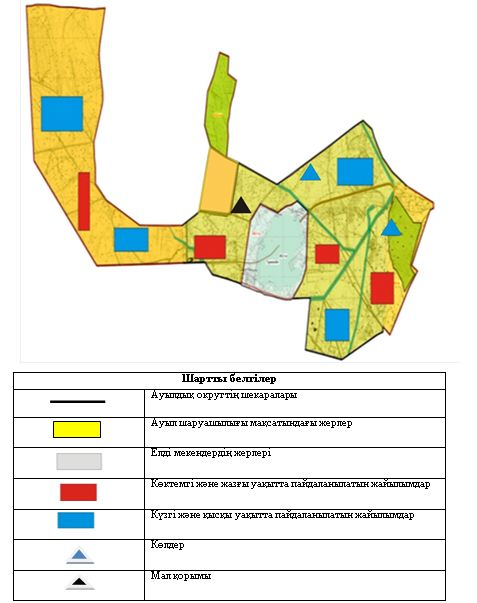 Шартты белгілер
Ауылдық округтің шекаралары
Ауыл шаруашылығы мақсатындағы жерлер
Елді мекендердің жерлері
Көктемгі және жазғы уақытта пайдаланылатын жайылымдар
Күзгі және қысқы уақытта пайдаланылатын жайылымдар
Көлдер
Мал қорымы